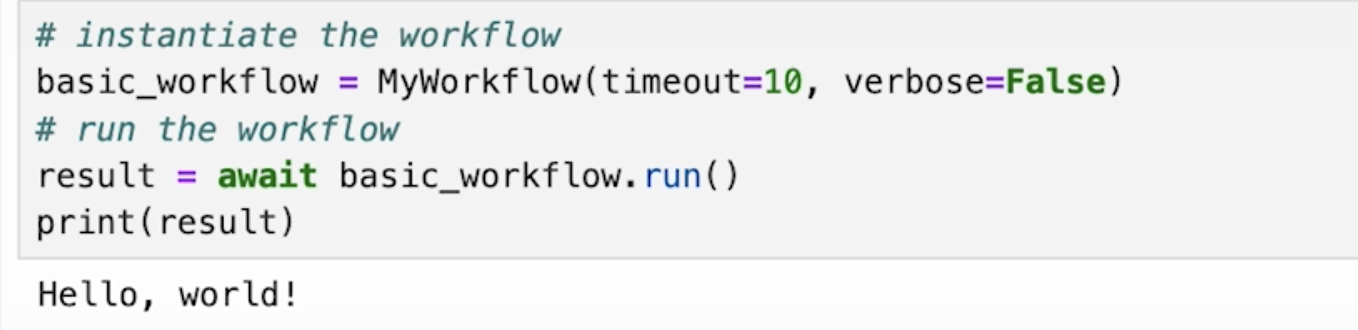 # instantiate the workflow
basic_workflow = MyWorkflow(timeout=10, verbose=False)
# run the workflow
result = await basic_workflow.run()
print(result)
Hello, world!